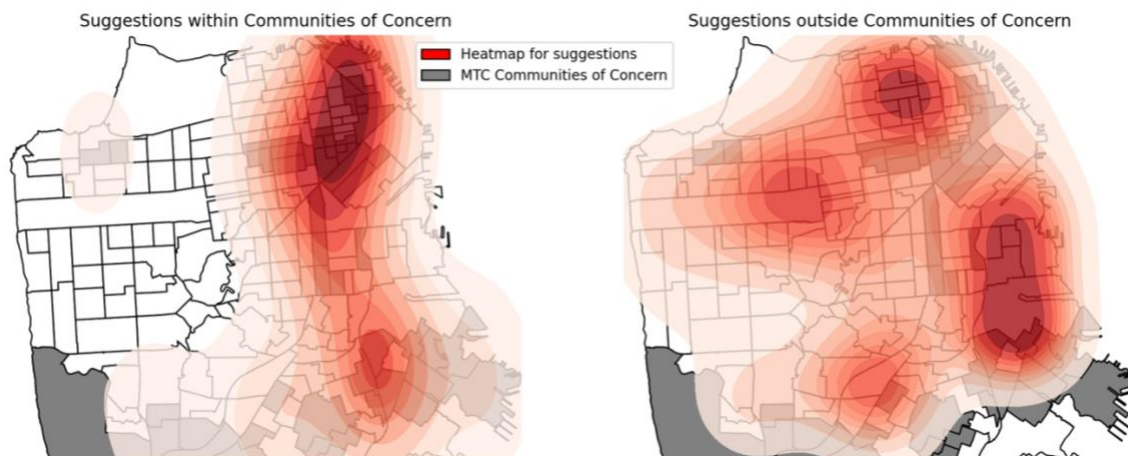 Suggestions within Communities of Concern
Suggestions outside Communities of Concern
Heatmap for suggestions
MTC Communities of Concern